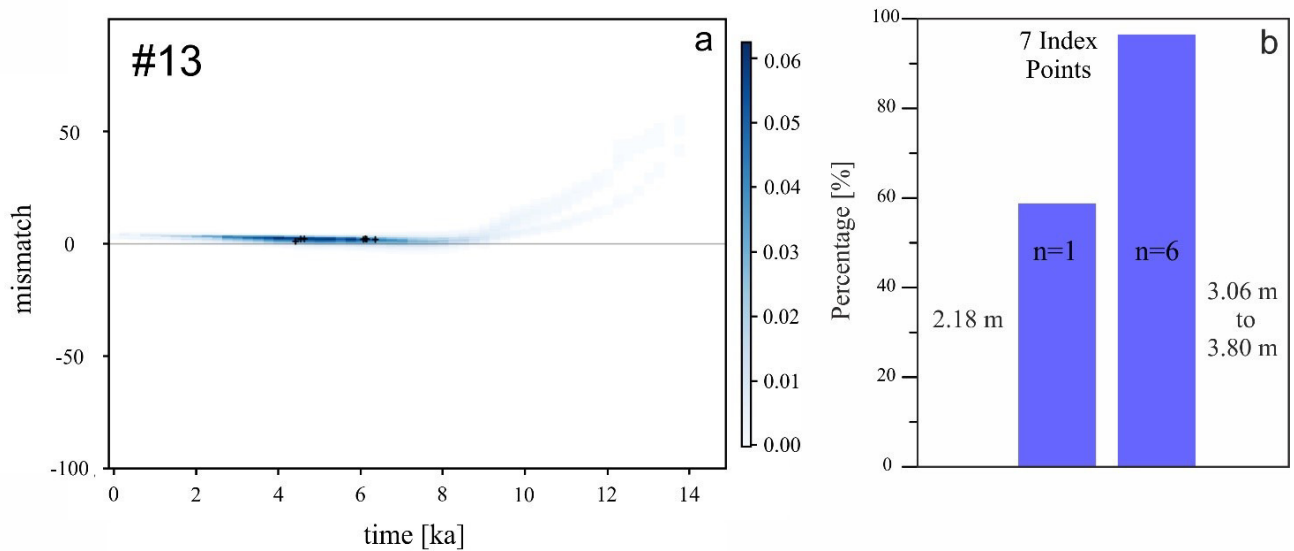 #13
a
mismatch
50
0
-50
-100
0 2 4 6 8 10 12 14
time [ka]
0.06
0.05
0.04
0.03
0.02
0.01
0.00
b
Percentage [%]
100
80
60
40
20
0
7 Index
Points
n=1
n=6
2.18 m
3.06 m
to
3.80 m